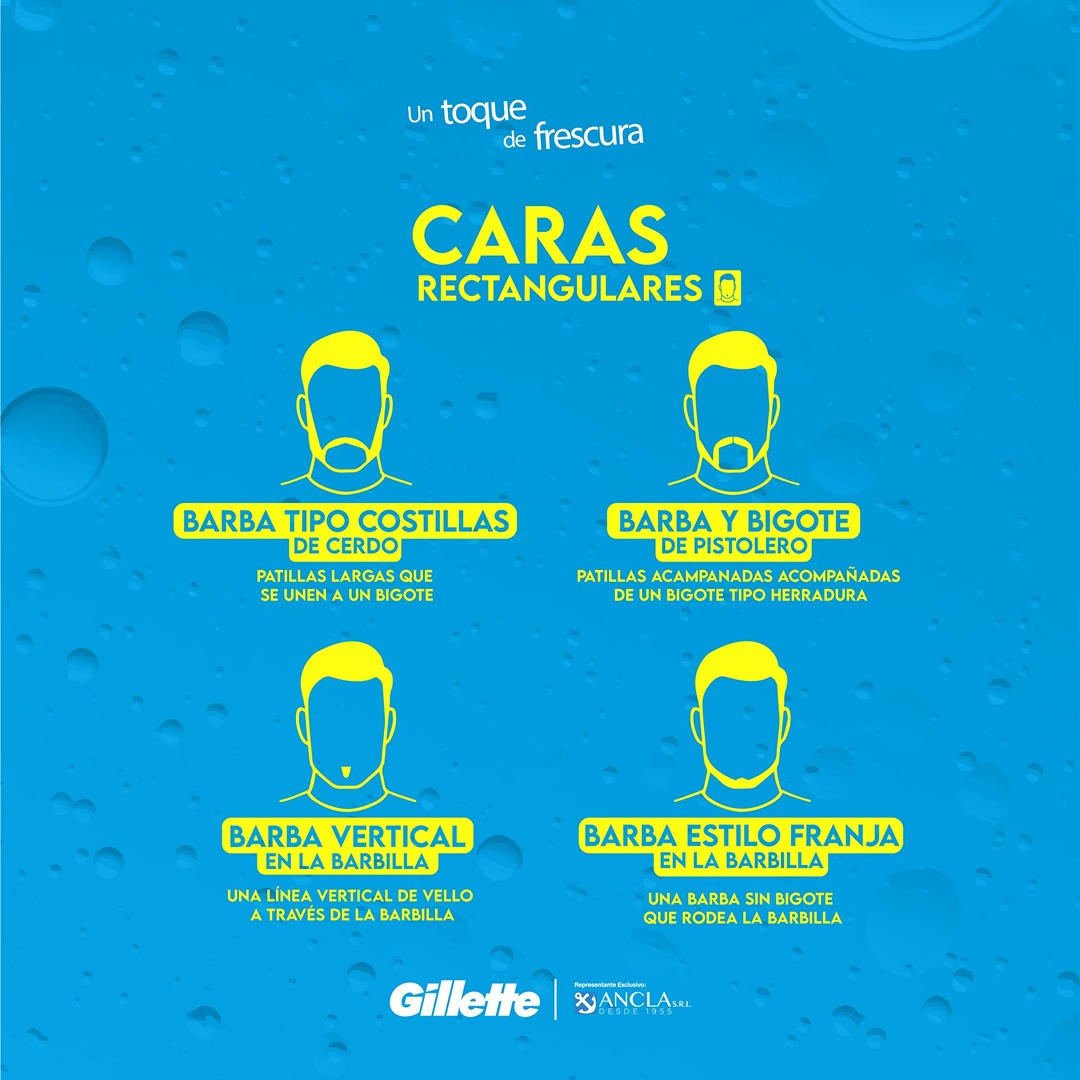 Un toque
de frescura
CARAS
RECTANGULARES
BARBA TIPO COSTILLAS
DE CERDO
PATILLAS LARGAS QUE
SE UNEN A UN BIGOTE
BARBA Y BIGOTE
DE PISTOLERO
PATILLAS ACAMPANADAS ACOMPAÑADAS
DE UN BIGOTE TIPO HERRADURA
BARBA VERTICAL
EN LA BARBILLA
UNA LÍNEA VERTICAL DE VELLO
A TRAVÉS DE LA BARBILLA
BARBA ESTILO FRANJA
EN LA BARBILLA
UNA BARBA SIN BIGOTE
QUE RODEA LA BARBILLA
Gillette
Representante Exclusivo:
ANCLA S.R.L.
DESDE 1955